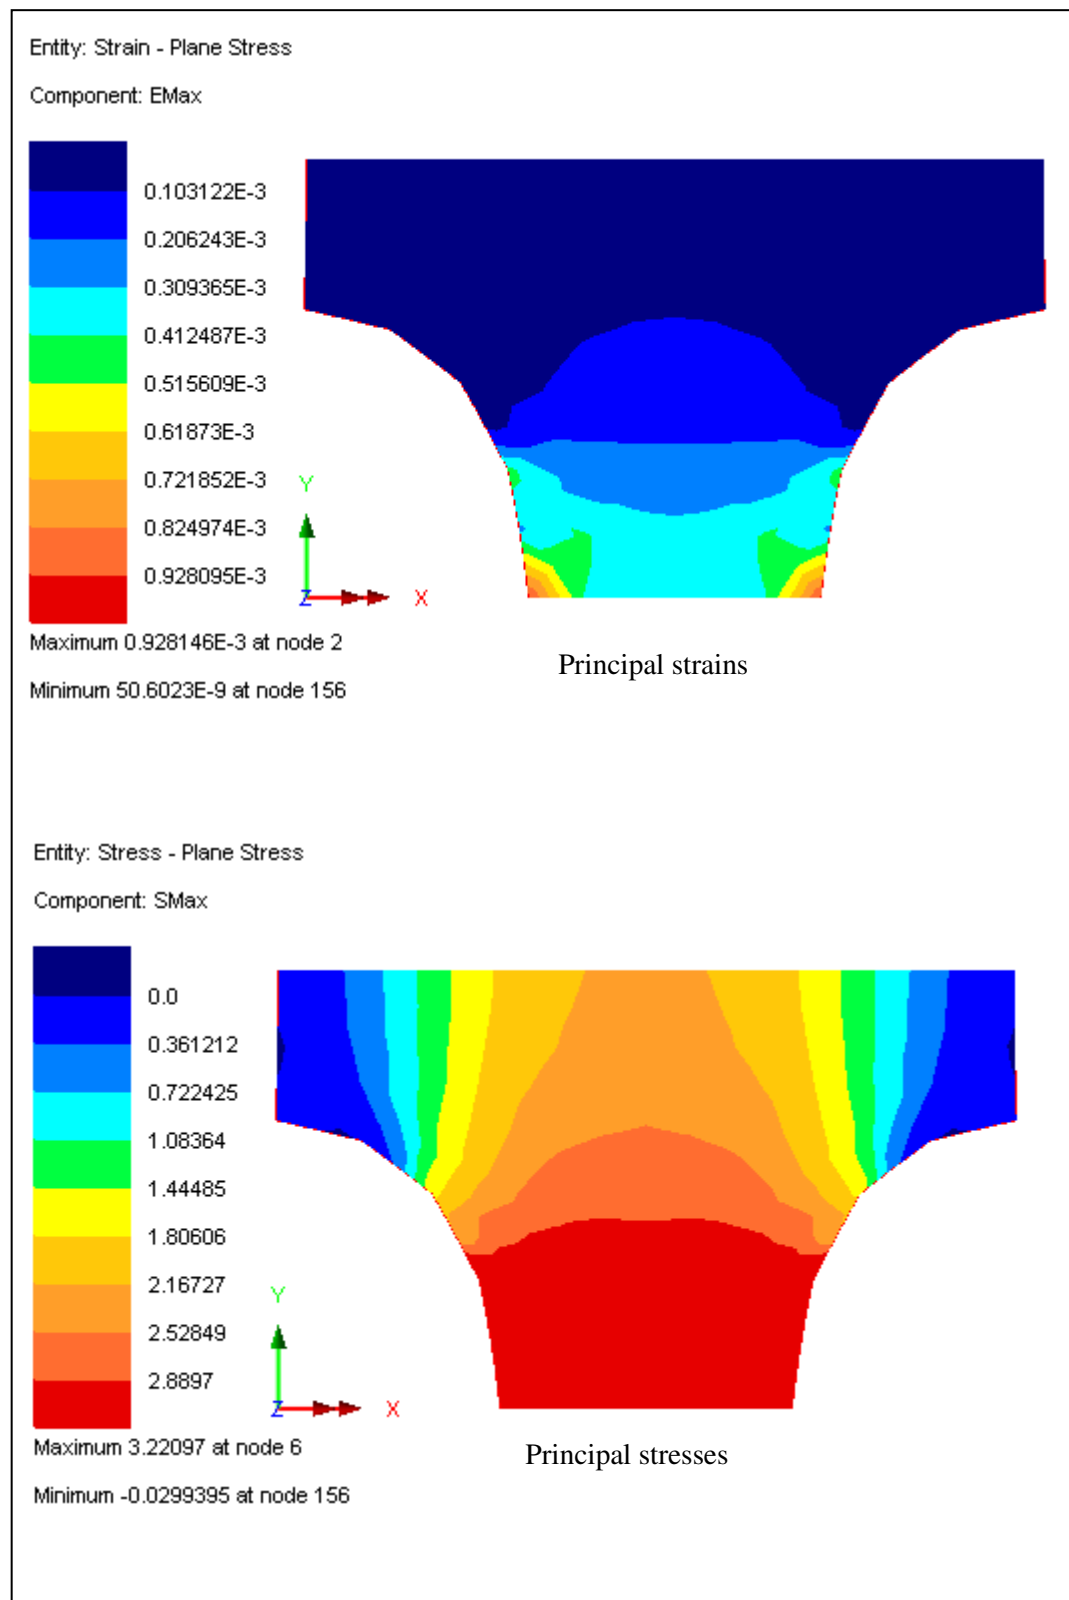 Entity: Strain - Plane Stress
Component: EMax
0.103122E-3
0.206243E-3
0.309365E-3
0.412487E-3
0.515609E-3
0.61873E-3
0.721852E-3
0.824974E-3
0.928095E-3
Y
Z
X
Maximum 0.928146E-3 at node 2
Minimum 50.6023E-9 at node 156
Principal strains
Entity: Stress - Plane Stress
Component: SMax
0.0
0.361212
0.722425
1.08364
1.44485
1.80606
2.16727
2.52849
2.8897
Y
Z
X
Maximum 3.22097 at node 6
Minimum -0.0299395 at node 156
Principal stresses